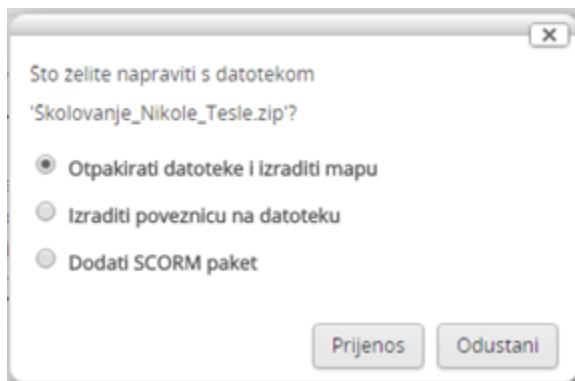 Što želite napraviti s datotekom
'Školovanje_Nikole_Tesle.zip'?
Otpakirati datoteke i izraditi mapu
Izraditi poveznicu na datoteku
Dodati SCORM paket
Prijenos Odustani